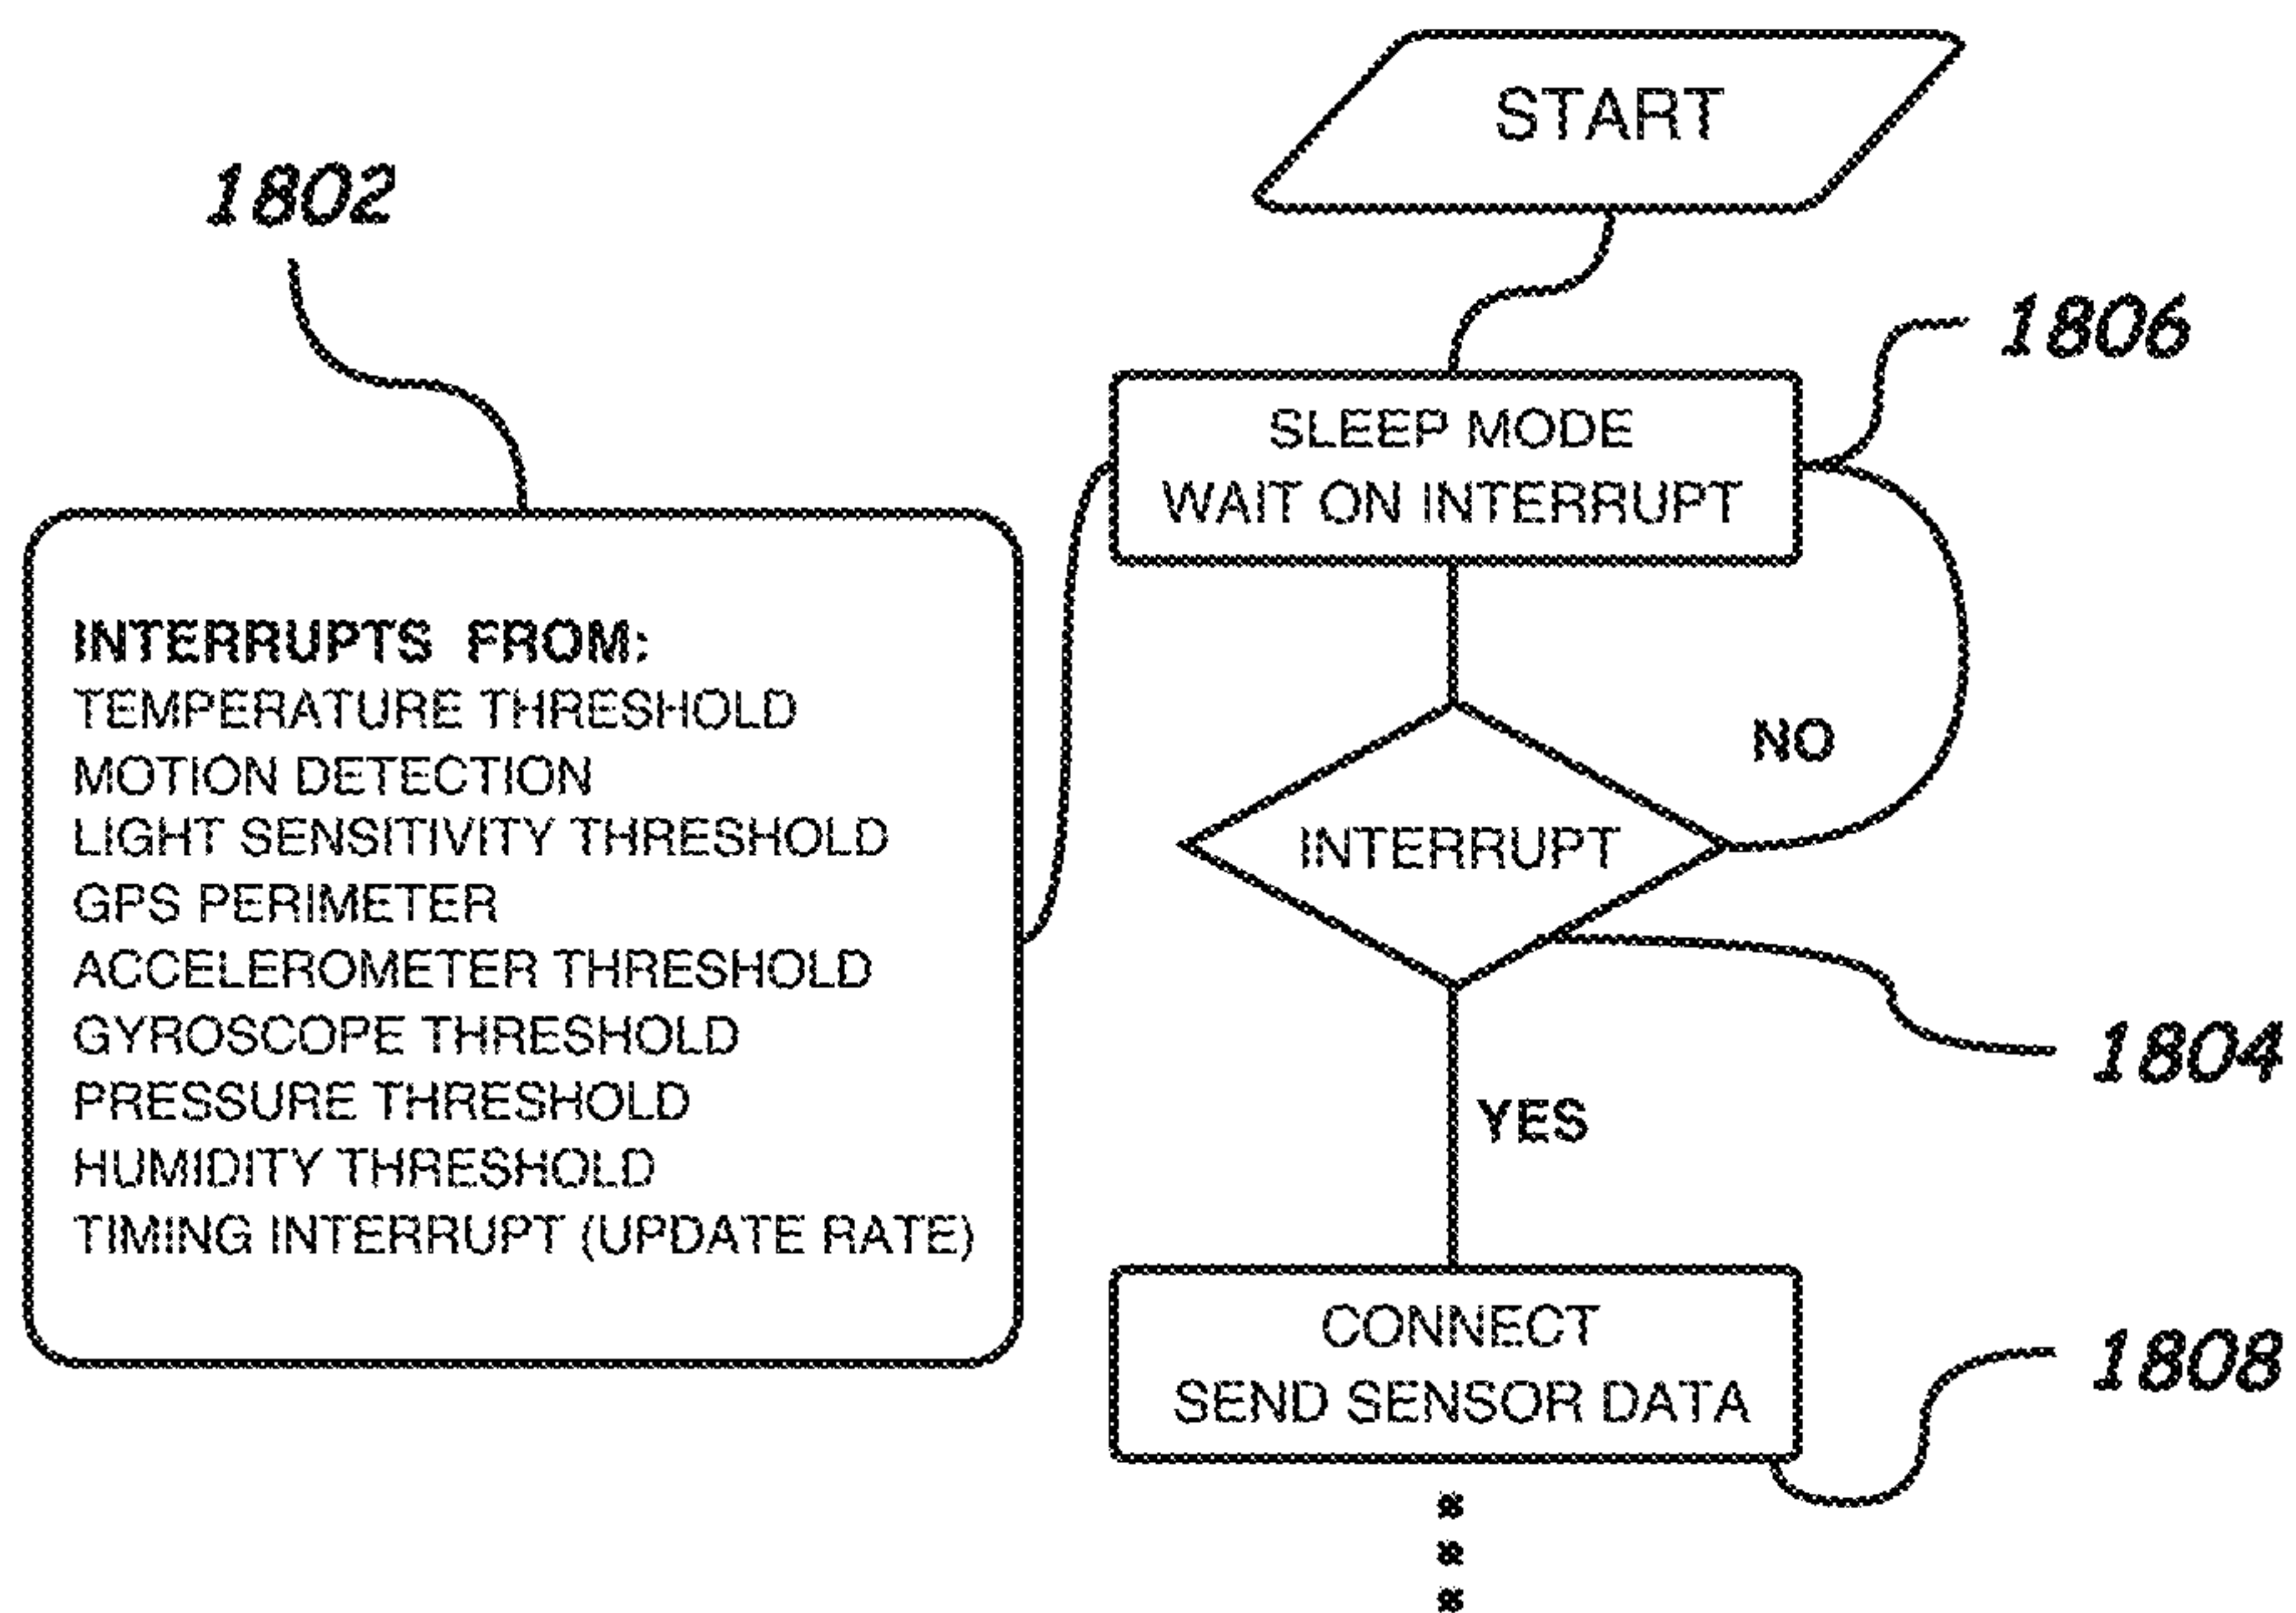 START
1802
1806
SLEEP MODE
WAIT ON INTERRUPT
INTERRUPTS FROM:
TEMPERATURE THRESHOLD
MOTION DETECTION
LIGHT SENSITIVITY THRESHOLD
GPS PERIMETER
ACCELEROMETER THRESHOLD
GYROSCOPE THRESHOLD
PRESSURE THRESHOLD
HUMIDITY THRESHOLD
TIMING INTERRUPT (UPDATE RATE)
NO
INTERRUPT
1804
YES
CONNECT
SEND SENSOR DATA
1808